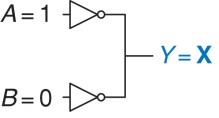 A = 1
Y = X
B = 0